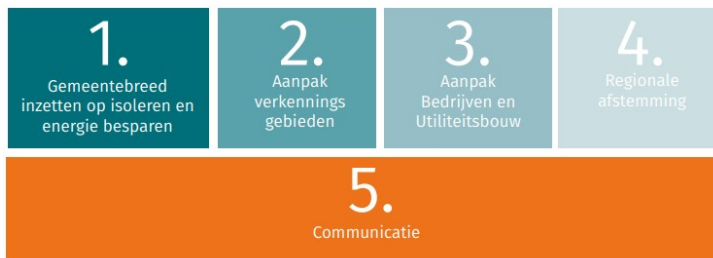 1.
Gemeentebreed
inzetten op isoleren en
energie besparen
2.
Aanpak
verkennings
gebieden
3.
Aanpak
Bedrijven en
Utiliteitsbouw
4.
Regionale
afstemming
5.
Communicatie